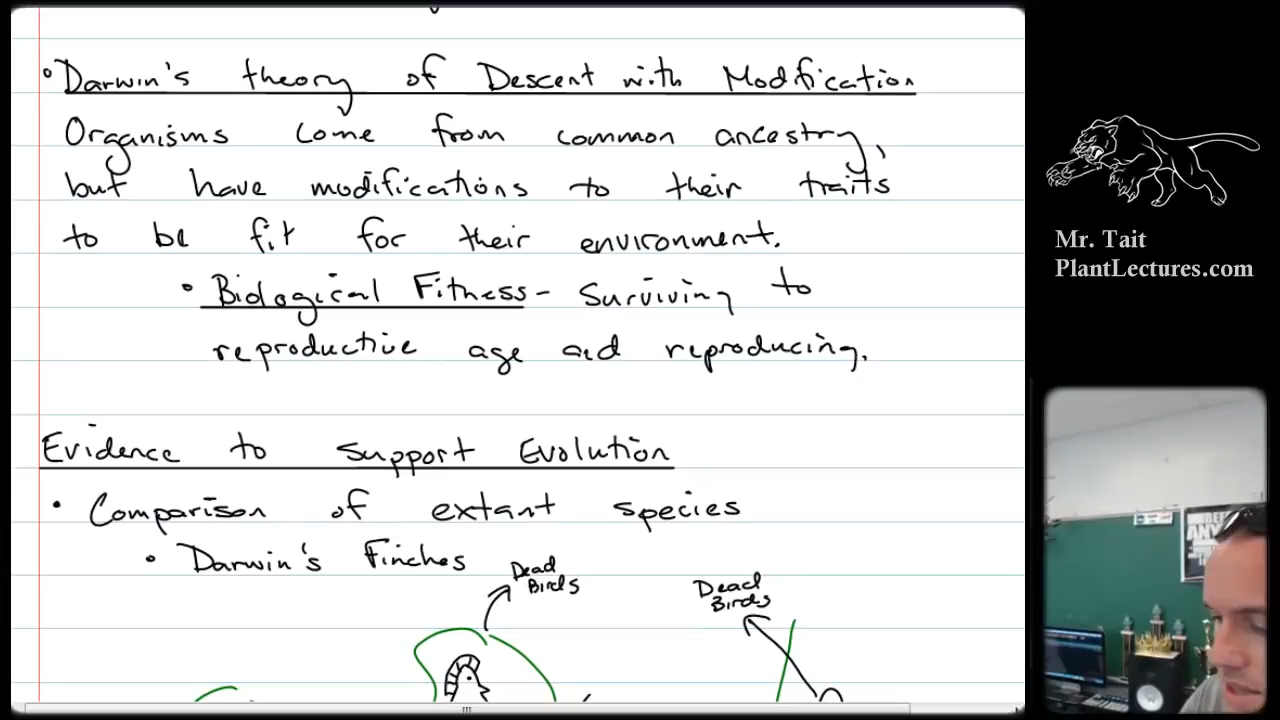 • Darwin's theory of Descent with Modification
Organisms come from common ancestry,
but have modifications to their traits
to be fit for their environment.
• Biological Fitness - Surviving to
reproductive age and reproducing.
Evidence to support Evolution
• Comparison of extant species
• Darwin's Finches
Dead
Birds
Dead
Birds
Mr. Tait
PlantLectures.com